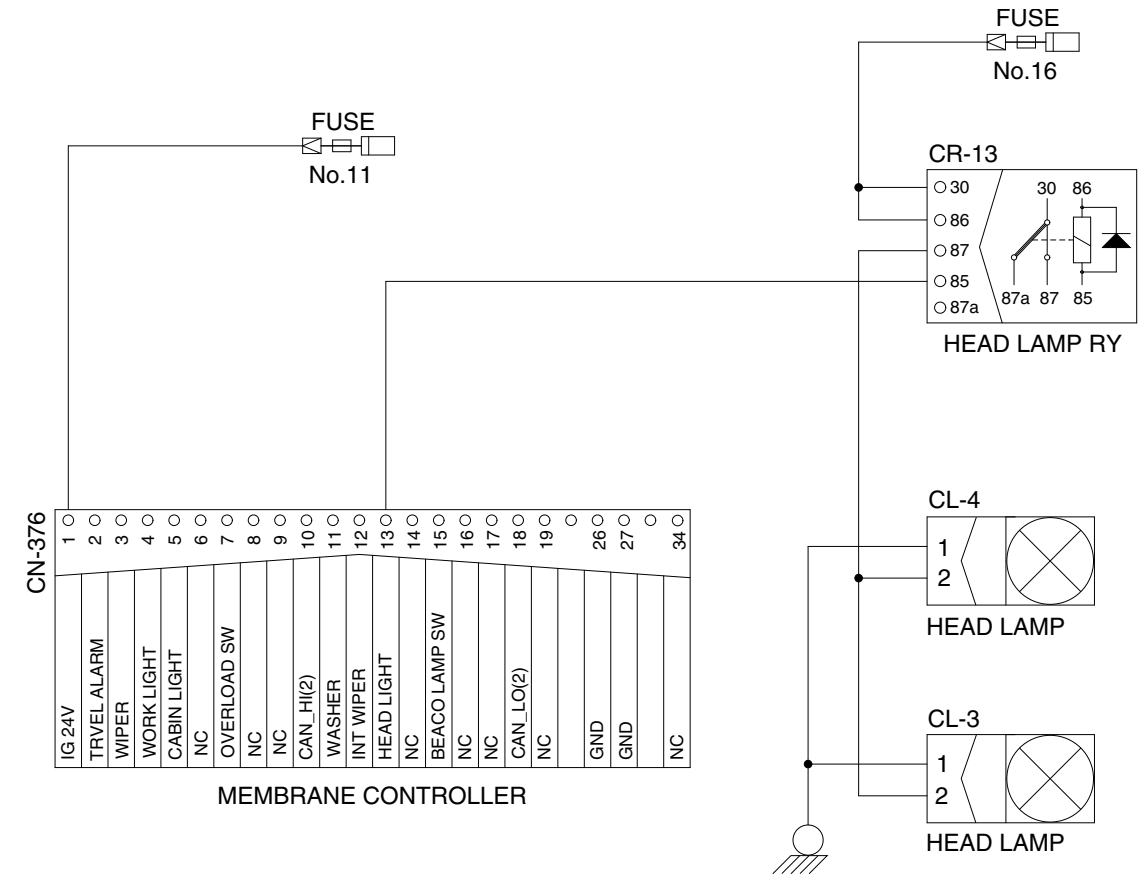 FUSE
No.16
FUSE
No.11
CR-13
30
86
87
85
87a
30 86
87a 87 85
HEAD LAMP RY
CN-376
1 2 3 4 5 6 7 8 9 10 11 12 13 14 15 16 17 18 19 26 27 34
IG 24V
TRVEL ALARM
WIPER
WORK LIGHT
CABIN LIGHT
NC
OVERLOAD SW
NC
NC
CAN_HI(2)
WASHER
INT WIPER
HEAD LIGHT
NC
BEACO LAMP SW
NC
NC
CAN_LO(2)
NC
GND
GND
NC
MEMBRANE CONTROLLER
CL-4
1
2
HEAD LAMP
CL-3
1
2
HEAD LAMP